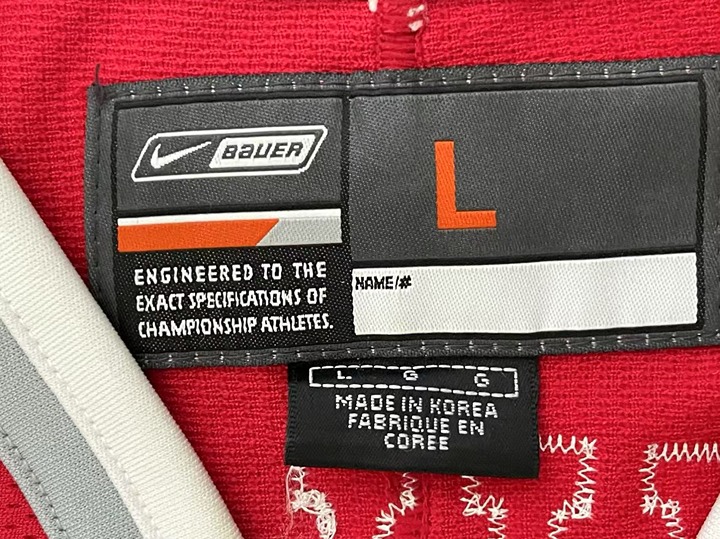 BAUER
L
ENGINEERED TO THE
EXACT SPECIFICATIONS OF
CHAMPIONSHIP ATHLETES.
NAME/#
L G G
MADE IN KOREA
FABRIQUE EN
COREE